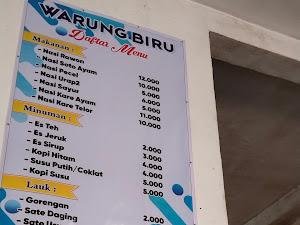 WARUNG BIRU
Daftar Menu
Makanan :
- Nasi Rowon
- Nasi Soto Ayam 12.000
- Nasi Pecel 10.000
- Nasi Urap2 5.000
- Nasi Sayur 6.000
- Nasi Kare Ayam 5.000
- Nasi Kare Telor 11.000
10.000
Minuman :
- Es Teh
- Es Jeruk
- Es Sirup 2.000
- Kopi Hitam 3.000
- Susu Putih/Coklat 3.000
- Kopi Susu 4.000
5.000
Lauk : 5.000
- Gorengan
- Sate Daging 2.000
- Sate